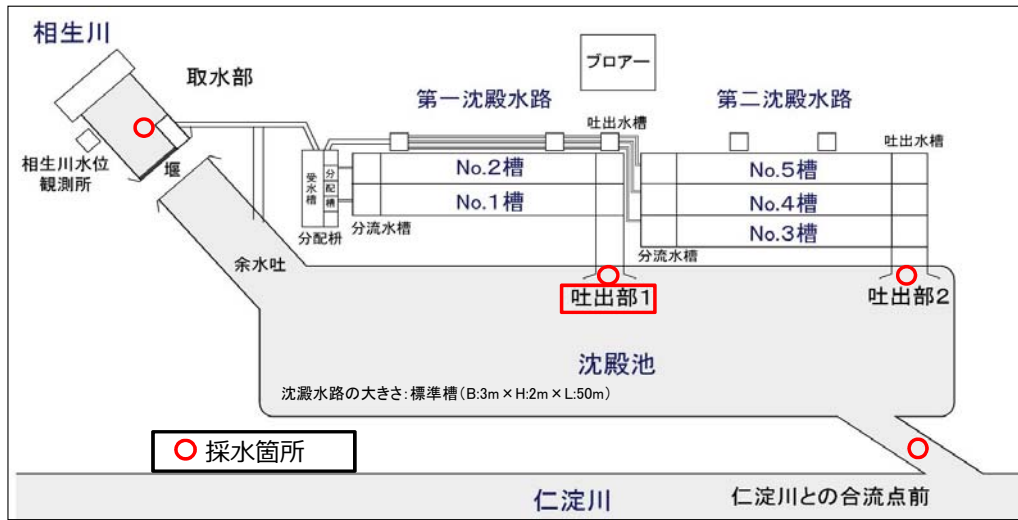 相生川
取水部
ブロアー
第一沈殿水路
第二沈殿水路
吐出水槽
吐出水槽
相生川水位
観測所
堰
受水槽
分配槽
No.2槽
No.1槽
No.5槽
No.4槽
No.3槽
分配枡
分流水槽
分流水槽
余水吐
吐出部1
吐出部2
沈殿池
沈澱水路の大きさ：標準槽（B:3m×H:2m×L:50m）
採水箇所
仁淀川
仁淀川との合流点前